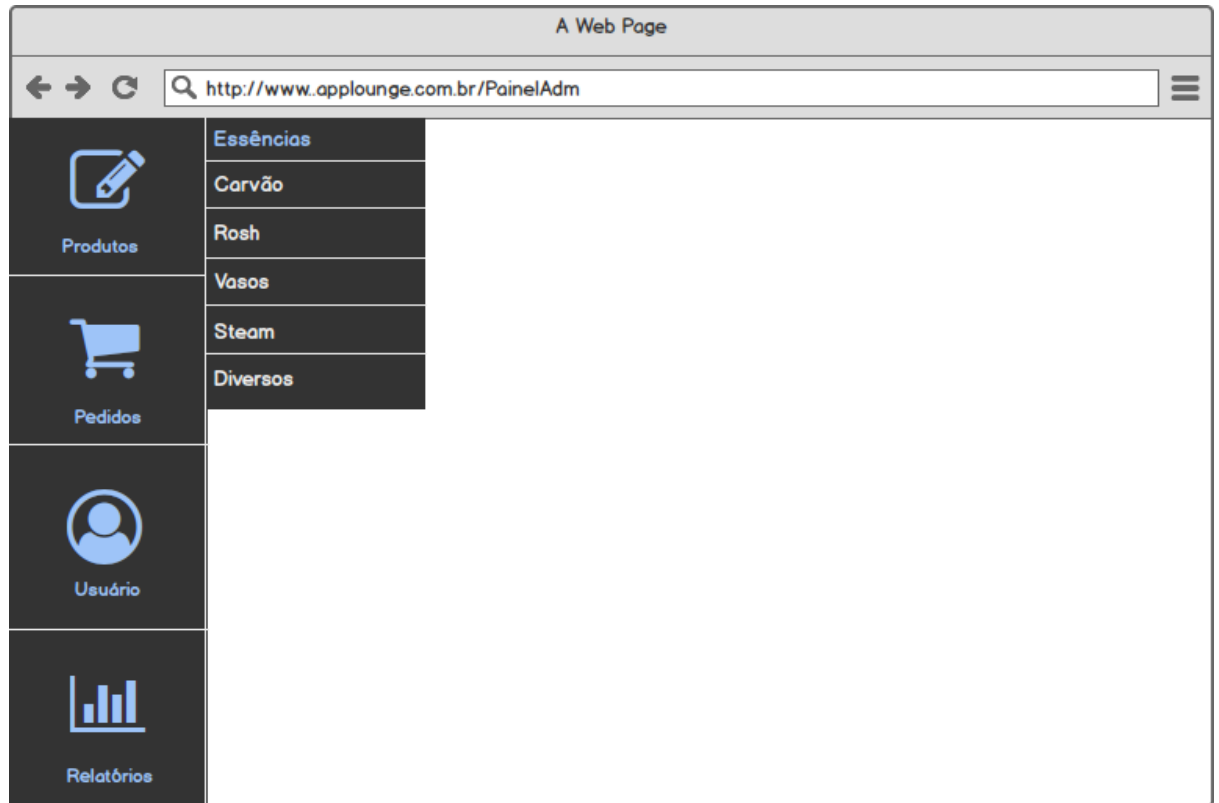 A Web Page
http://www..applounge.com.br/PainelAdm
Produtos
Essências
Carvão
Rosh
Vasos
Steam
Diversos
Pedidos
Usuário
Relatórios